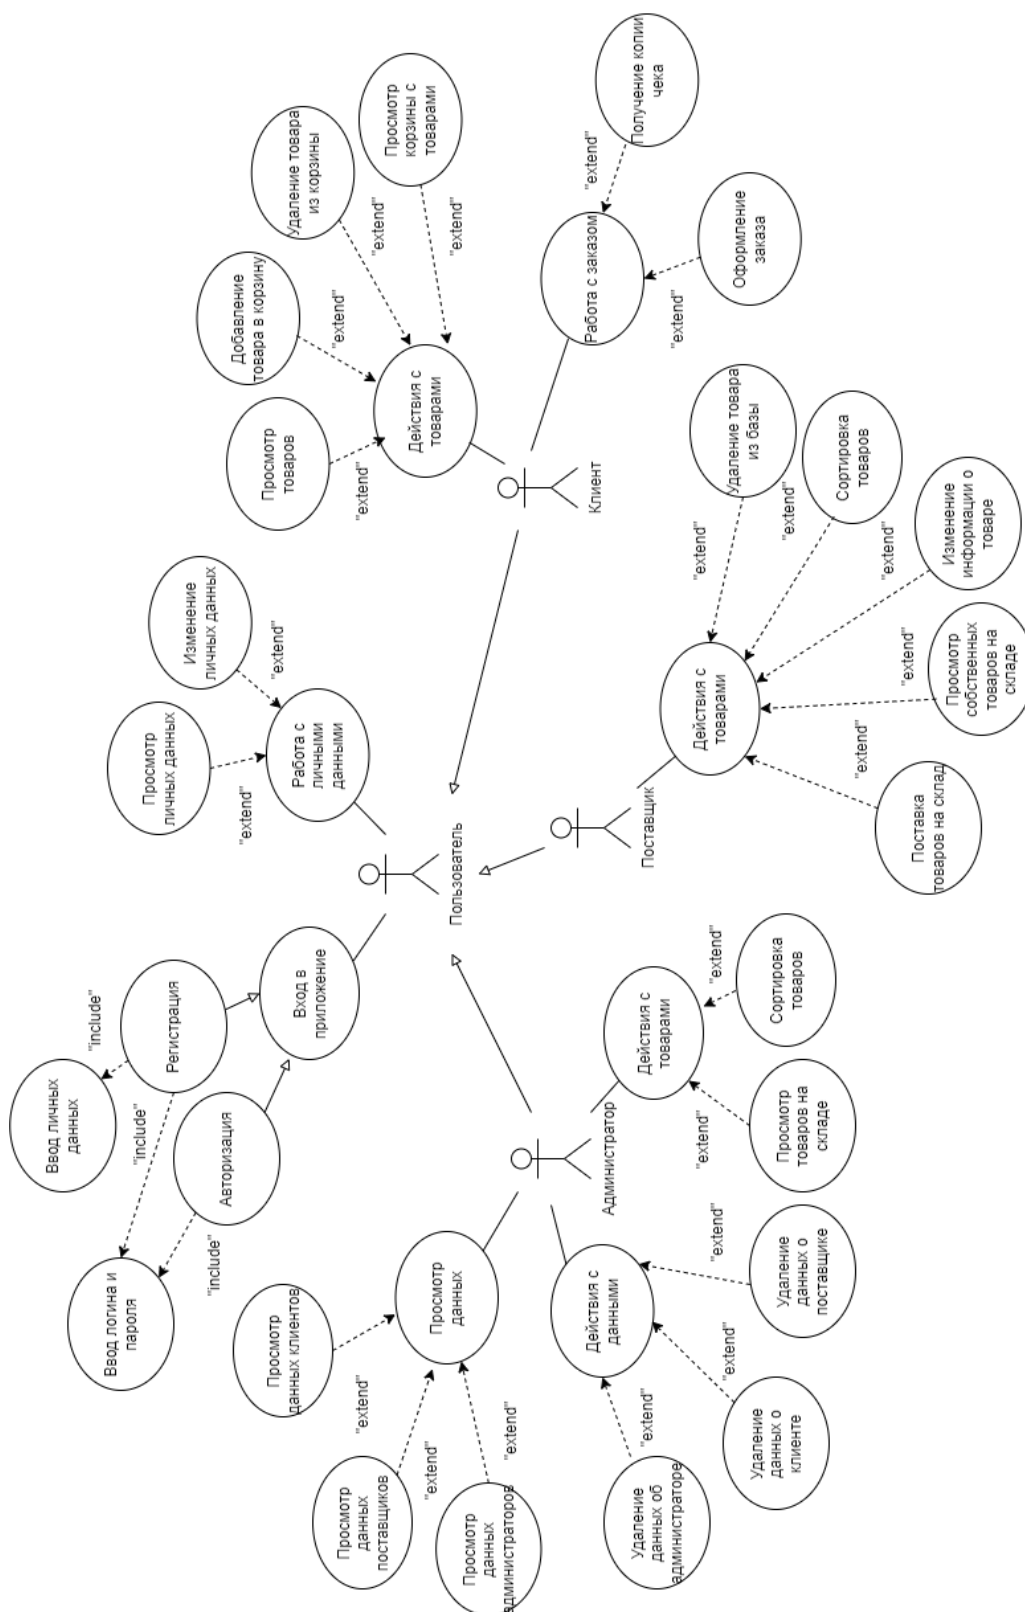 Ввод логина и
пароля
Ввод личных
данных
"include"
"include"
"include"
Авторизация
Регистрация
Вход в
приложение
Просмотр
личных данных
Изменение
личных данных
"extend"
"extend"
Работа с
личными
данными
Пользователь
Просмотр
товаров
Добавление
товара в корзину
Удаление товара
из корзины
Просмотр
корзины с
товарами
"extend"
"extend"
"extend"
"extend"
Действия с
товарами
Клиент
Работа с заказом
"extend"
"extend"
Получение копии
чека
Оформление
заказа
Просмотр
данных клиентов
Просмотр
данных
поставщиков
Просмотр
данных
администраторов
"extend"
"extend"
"extend"
Просмотр
данных
Администратор
Действия с
данными
"extend"
"extend"
"extend"
Удаление
данных об
администраторе
Удаление
данных о
клиенте
Удаление
данных о
поставщике
Действия с
товарами
"extend"
"extend"
Просмотр
товаров на
складе
Сортировка
товаров
Поставщик
Действия с
товарами
"extend"
"extend"
"extend"
"extend"
"extend"
Поставка
товаров на склад
Просмотр
собственных
товаров на
складе
Изменение
информации о
товаре
Сортировка
товаров
Удаление товара
из базы